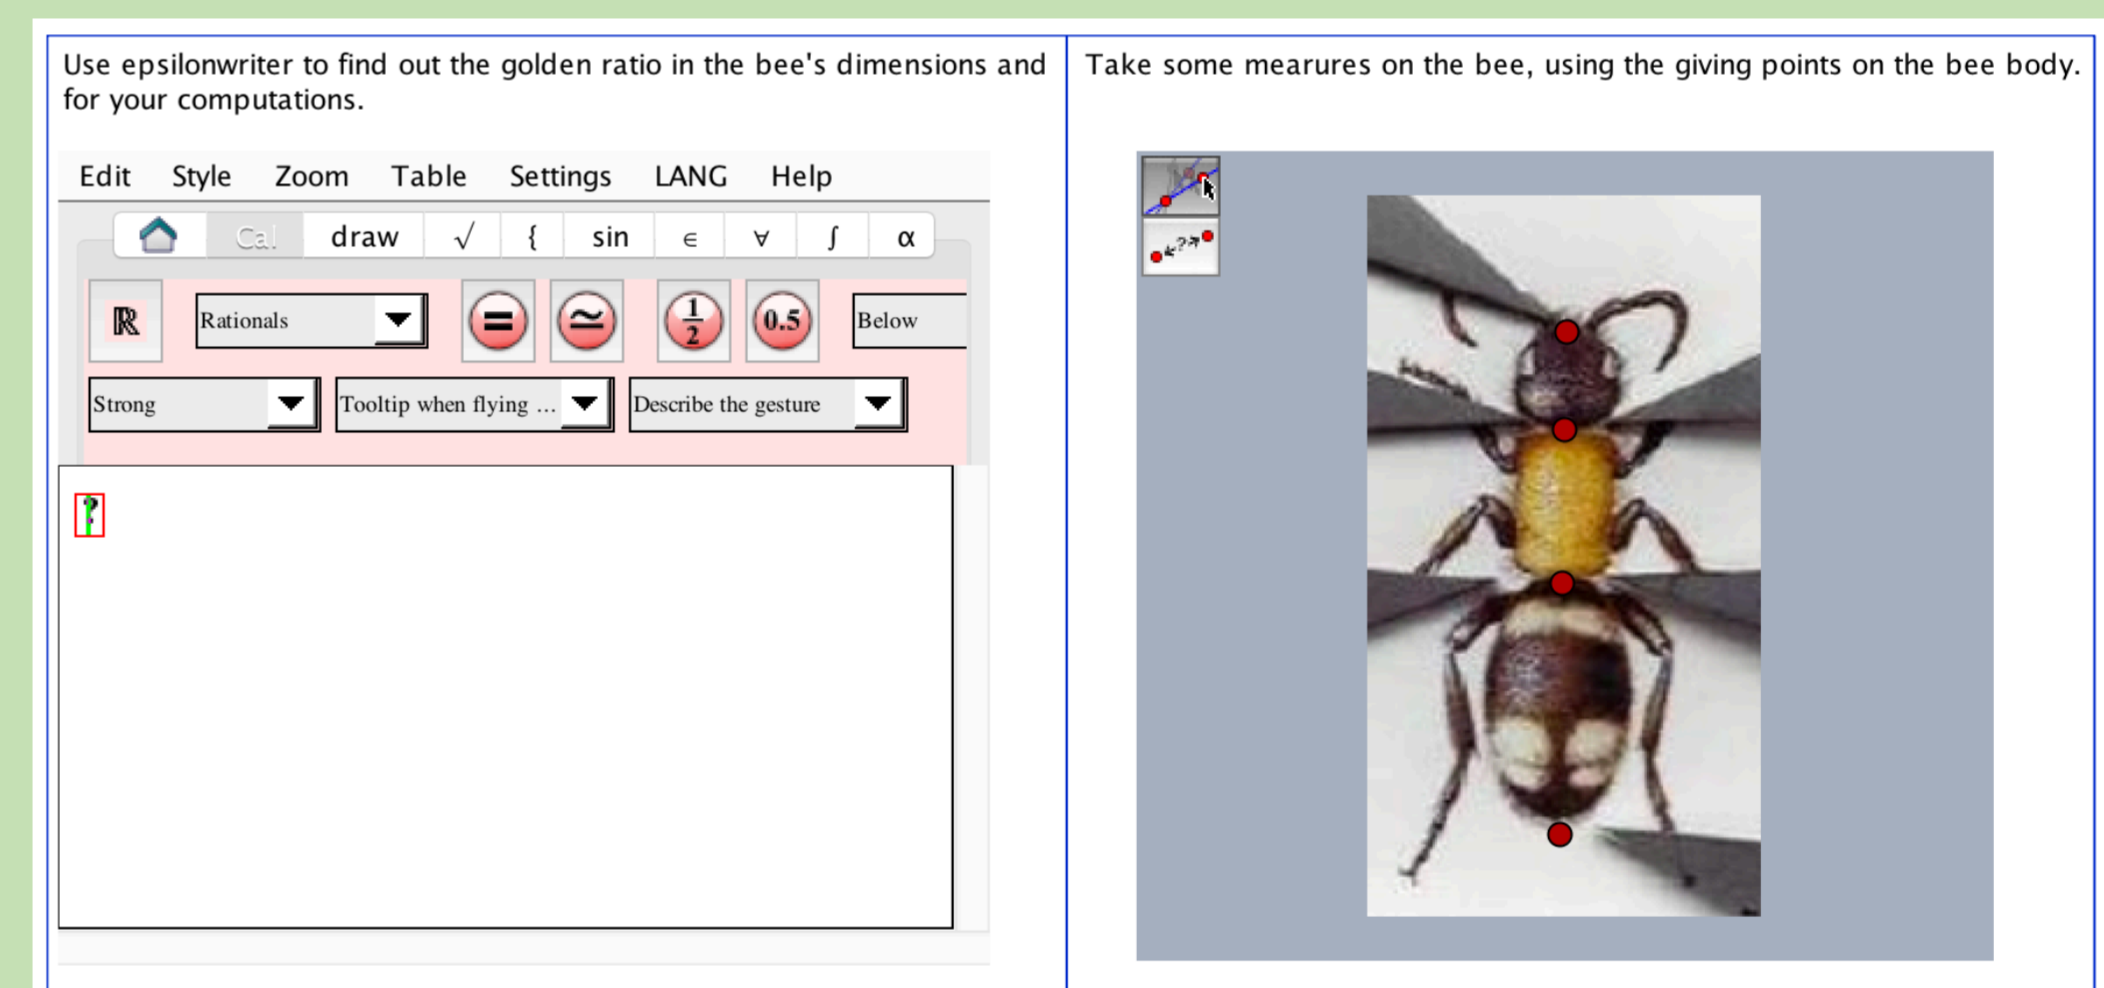 Use epsilonwriter to find out the golden ratio in the bee's dimensions and
for your computations.
Edit Style Zoom Table Settings LANG Help
Cal draw √ { sin ∈ ∀ ∫ α
ℝ Rationals = ≃ 1/2 0.5 Below
Strong Tooltip when flying ... Describe the gesture
?
Take some mearures on the bee, using the giving points on the bee body.
?